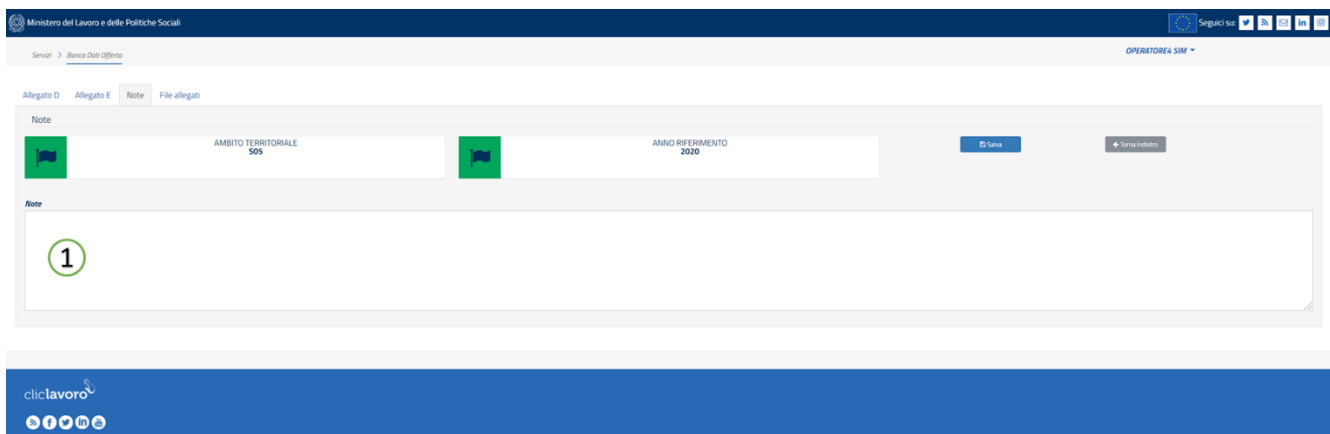 Ministero del Lavoro e delle Politiche Sociali
Seguici su:
Servizi > Banca Dati Offerta
OPERATORE4 SIM
Allegato D Allegato E Note File allegati
Note
AMBITO TERRITORIALE
S05
ANNO RIFERIMENTO
2020
Salva
Torna indietro
Note
1
cliclavoro